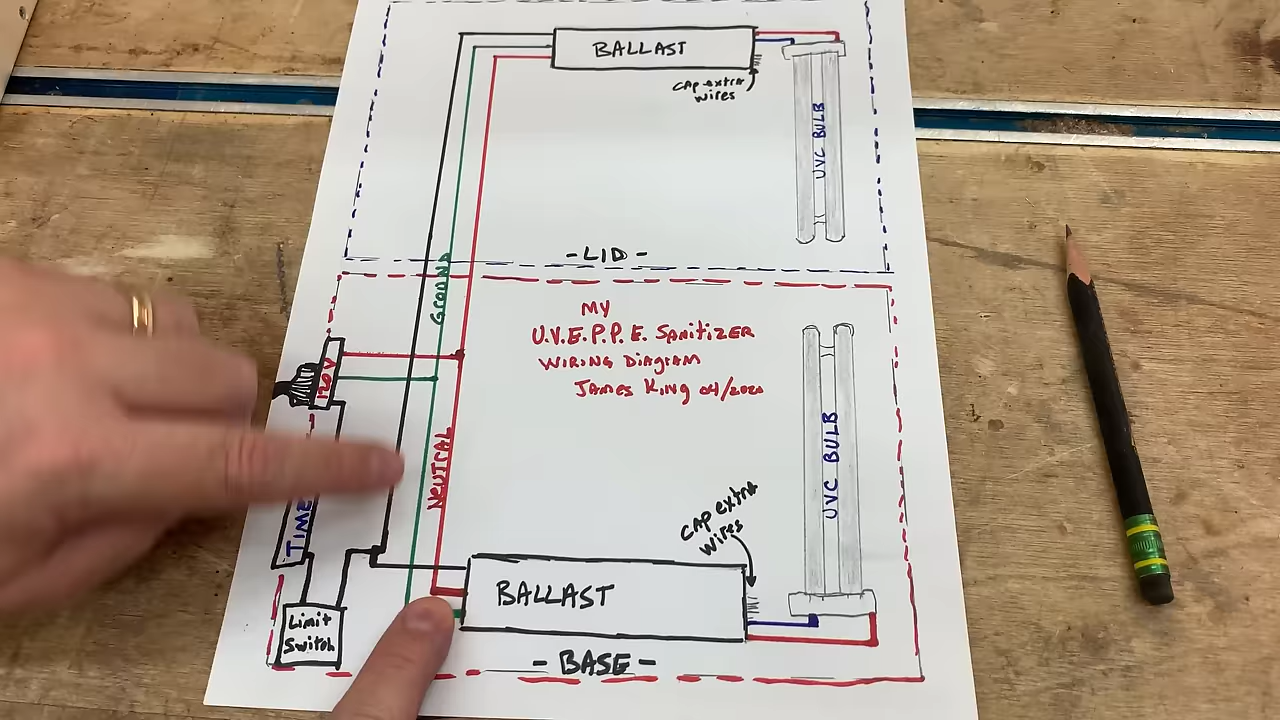 BALLAST
CAP extra
wires
UVC BULB
- LID -
GROUND
MY
U.V.E.P.P.E. Sanitizer
WIRING DIAGRAM
JAMES KING 04/2020
120V
NEUTRAL
UVC BULB
CAP extra
wires
TIME
BALLAST
Limit
Switch
- BASE -